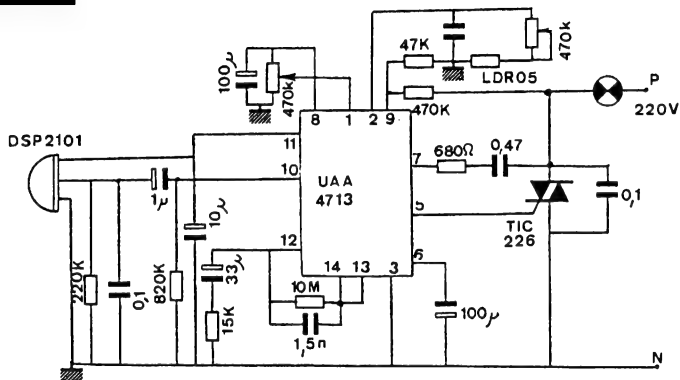 100µ
470k
8
1
2
9
47K
LDR05
470k
470K
P
220V
DSP2101
11
10
UAA
4713
7
680Ω
0,47
5
TIC
226
0,1
1µ
10µ
12
33µ
14
13
3
6
10M
1,5n
100µ
220K
0,1
820K
15K
N